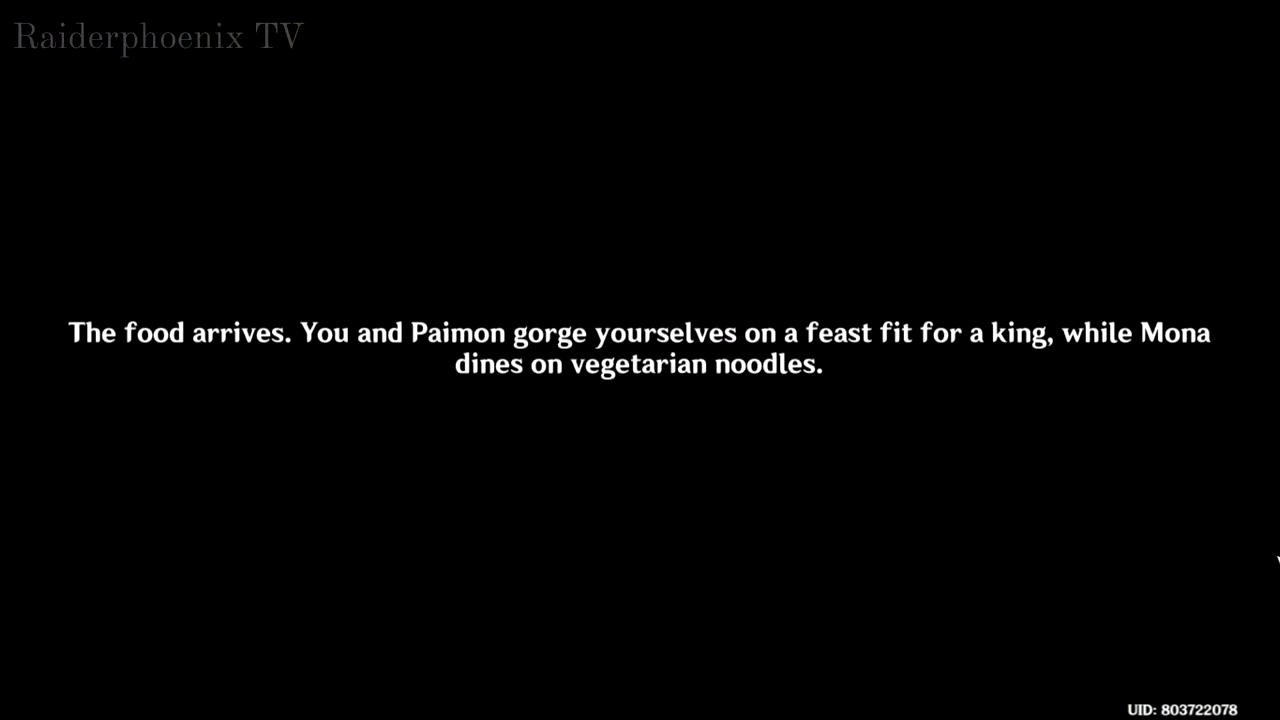 Raiderphoenix TV
The food arrives. You and Paimon gorge yourselves on a feast fit for a king, while Mona
dines on vegetarian noodles.
UID: 803722078